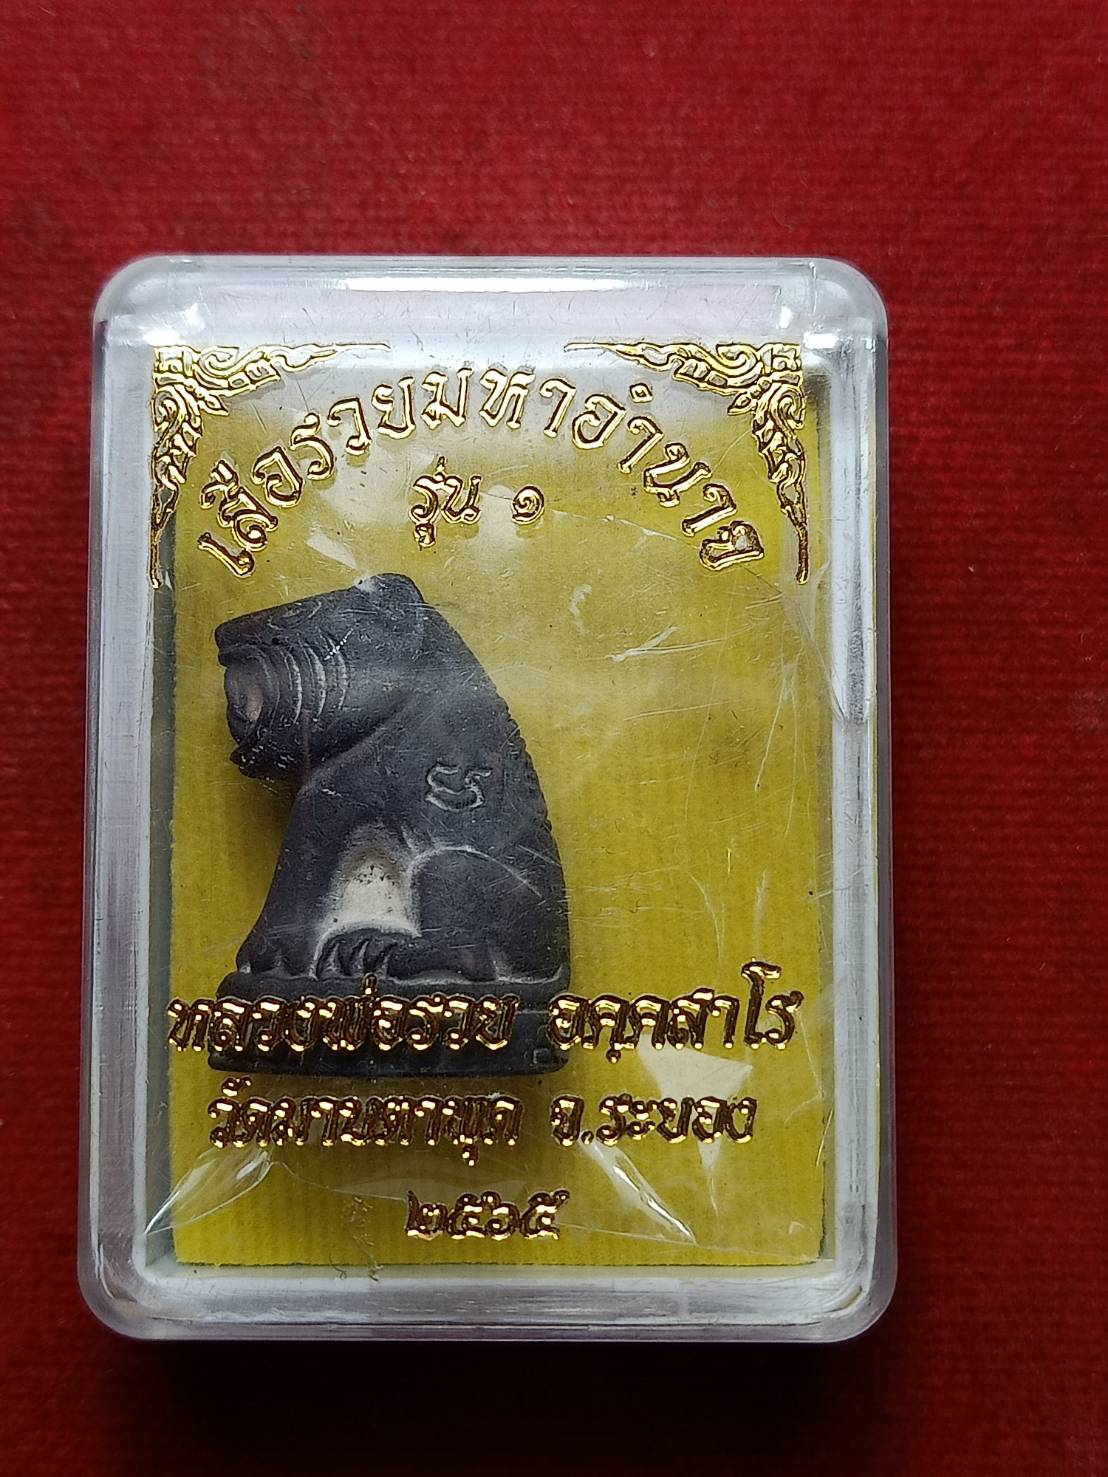 เสือรวยมหาอำนาจ
รุ่น ๑
หลวงพ่อรวย อคฺคสาโร
วัดมาบตาพุด จ.ระยอง
๒๕๖๕